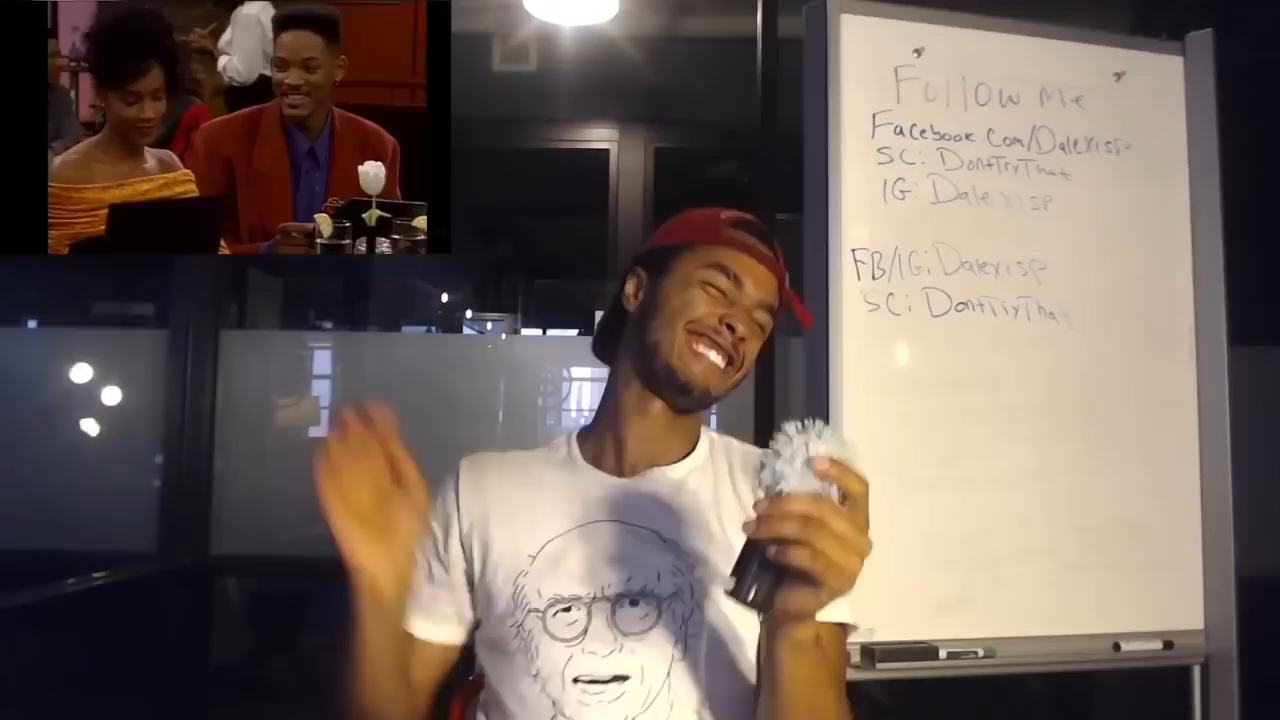 Follow Me
Facebook.Com/Dalexisp
SC: DontTryThat
IG: Dalexisp
FB/IG: Dalexisp
SC: DontTryThat